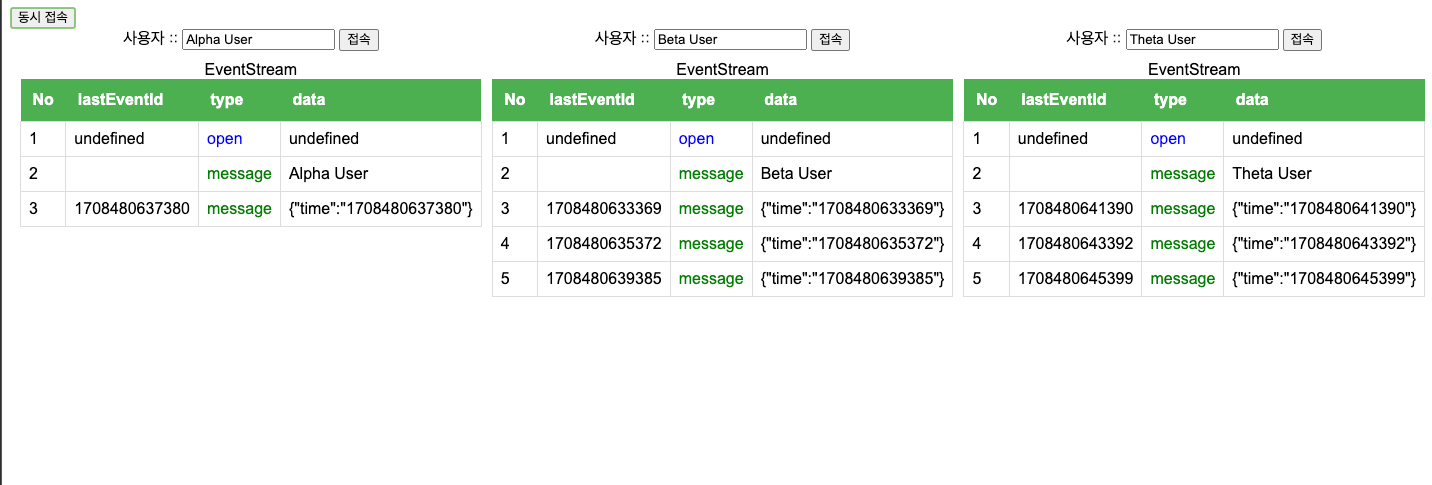 동시 접속
사용자 :: Alpha User 접속
EventStream
No lastEventId type data
1 undefined open undefined
2 message Alpha User
3 1708480637380 message {"time":"1708480637380"}
사용자 :: Beta User 접속
EventStream
No lastEventId type data
1 undefined open undefined
2 message Beta User
3 1708480633369 message {"time":"1708480633369"}
4 1708480635372 message {"time":"1708480635372"}
5 1708480639385 message {"time":"1708480639385"}
사용자 :: Theta User 접속
EventStream
No lastEventId type data
1 undefined open undefined
2 message Theta User
3 1708480641390 message {"time":"1708480641390"}
4 1708480643392 message {"time":"1708480643392"}
5 1708480645399 message {"time":"1708480645399"}